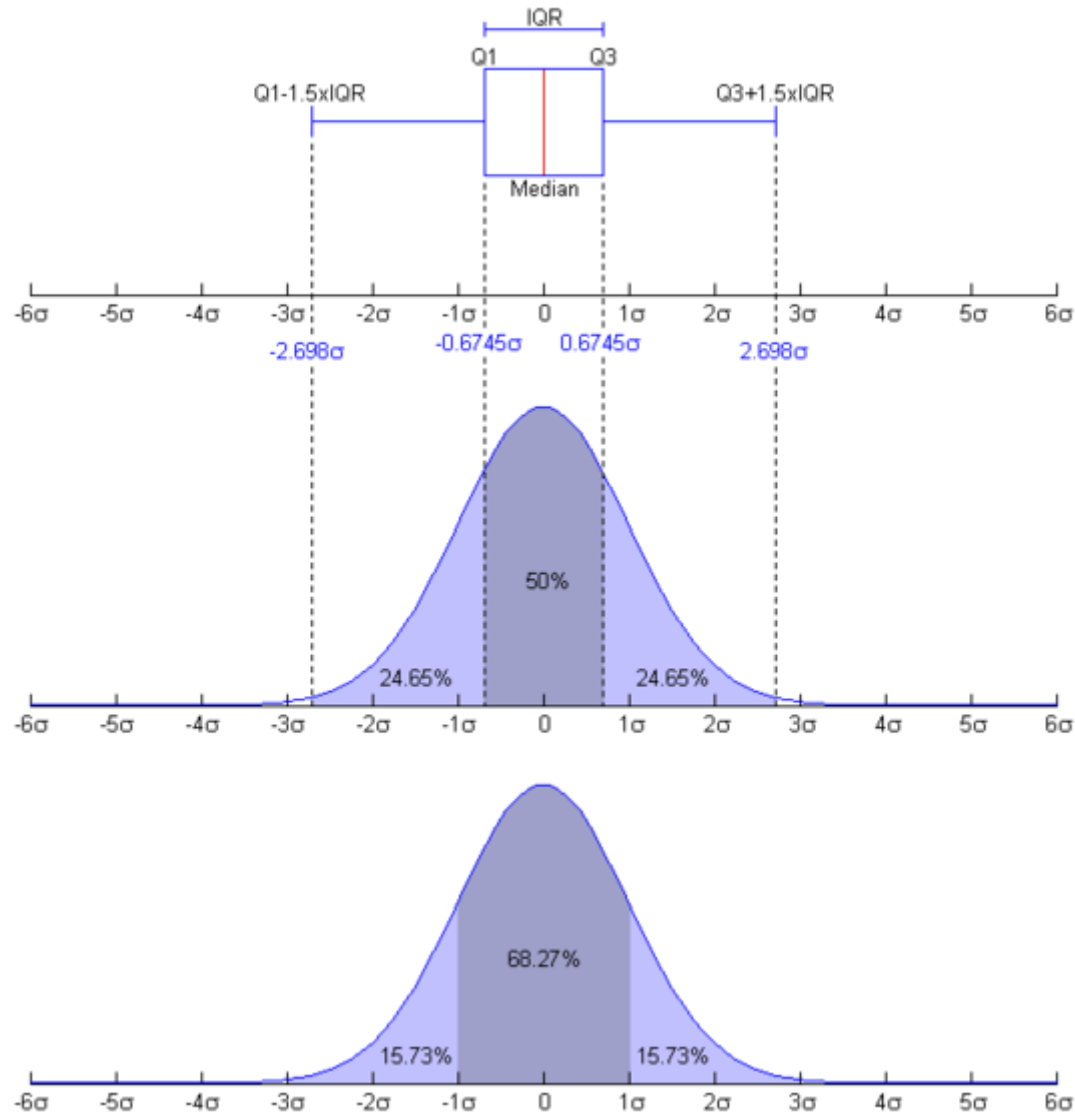 IQR
Q1 Q3
Q1-1.5xIQR Q3+1.5xIQR
Median
-6σ -5σ -4σ -3σ -2σ -1σ 0 1σ 2σ 3σ 4σ 5σ 6σ
-2.698σ -0.6745σ 0.6745σ 2.698σ
50%
24.65% 24.65%
-6σ -5σ -4σ -3σ -2σ -1σ 0 1σ 2σ 3σ 4σ 5σ 6σ
68.27%
15.73% 15.73%
-6σ -5σ -4σ -3σ -2σ -1σ 0 1σ 2σ 3σ 4σ 5σ 6σ